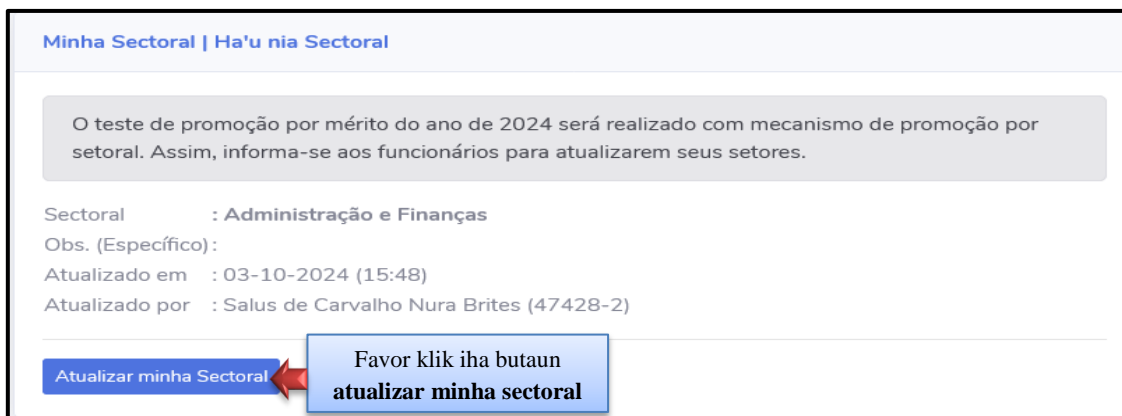 Minha Sectoral | Ha'u nia Sectoral
O teste de promoção por mérito do ano de 2024 será realizado com mecanismo de promoção por
setoral. Assim, informa-se aos funcionários para atualizarem seus setores.
Sectoral : Administração e Finanças
Obs. (Específico) :
Atualizado em : 03-10-2024 (15:48)
Atualizado por : Salus de Carvalho Nura Brites (47428-2)
Atualizar minha Sectoral
Favor klik iha butaun
atualizar minha sectoral